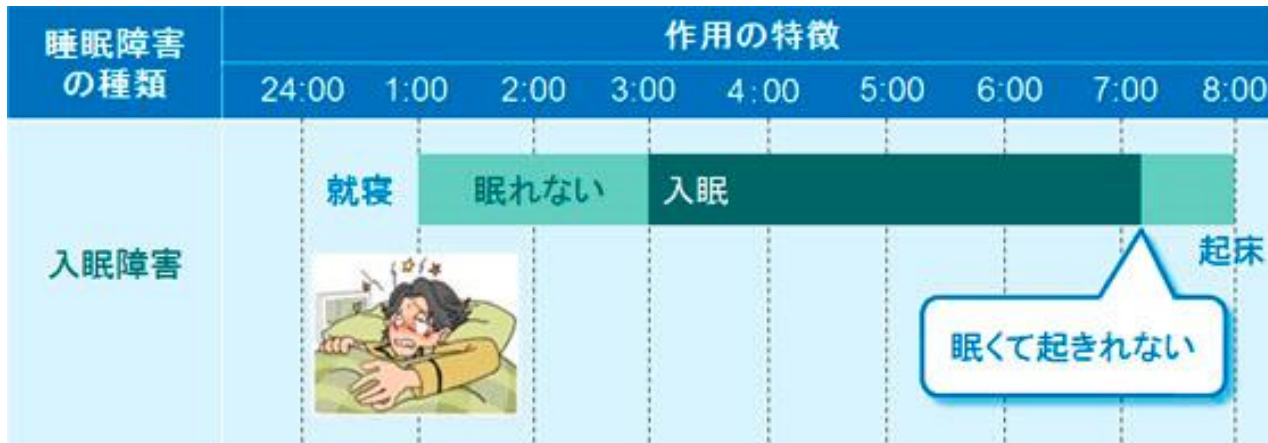 睡眠障害
の種類
作用の特徴
24:00 1:00 2:00 3:00 4:00 5:00 6:00 7:00 8:00
入眠障害
就寝 眠れない 入眠
起床
眠くて起きれない